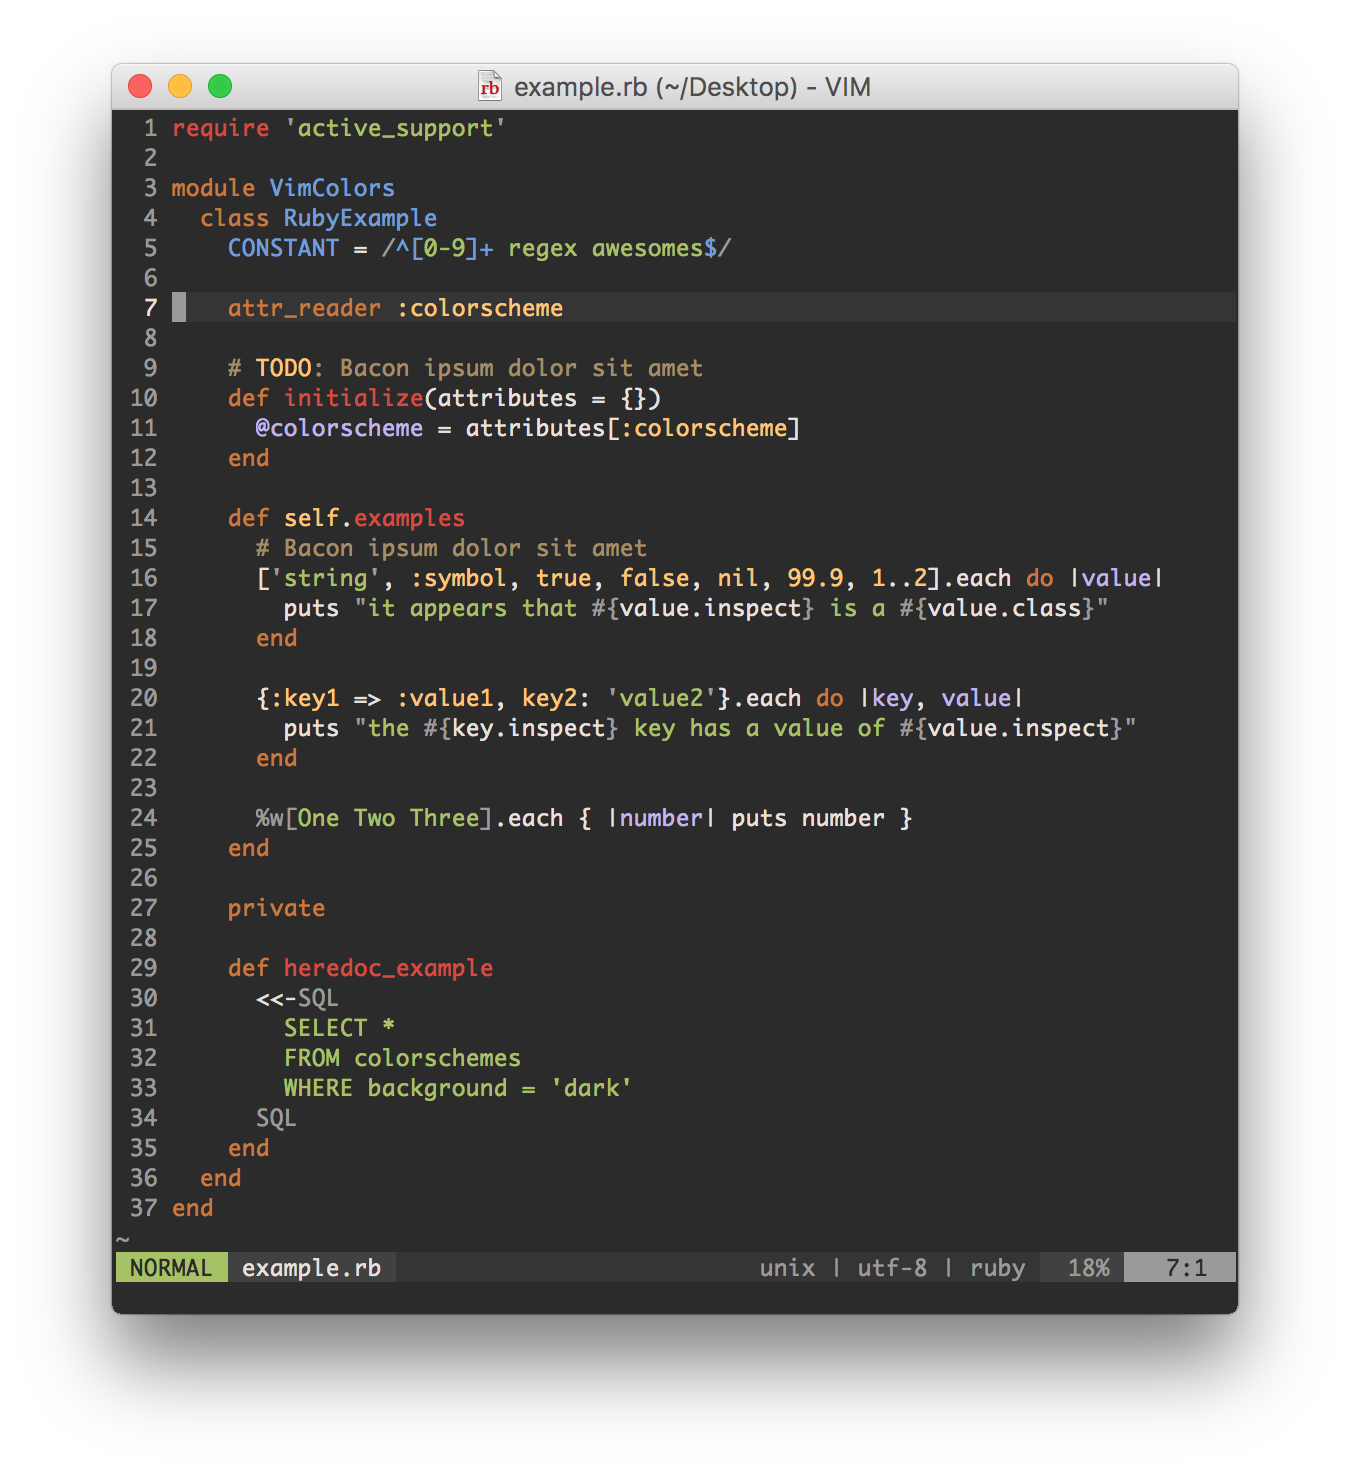 rb example.rb (~/Desktop) - VIM
1 require 'active_support'
2
3 module VimColors
4   class RubyExample
5     CONSTANT = /^[0-9]+ regex awesomes$/
6
7     attr_reader :colorscheme
8
9     # TODO: Bacon ipsum dolor sit amet
10     def initialize(attributes = {})
11       @colorscheme = attributes[:colorscheme]
12     end
13
14     def self.examples
15       # Bacon ipsum dolor sit amet
16       ['string', :symbol, true, false, nil, 99.9, 1..2].each do |value|
17         puts "it appears that #{value.inspect} is a #{value.class}"
18       end
19
20       {:key1 => :value1, key2: 'value2'}.each do |key, value|
21         puts "the #{key.inspect} key has a value of #{value.inspect}"
22       end
23
24       %w[One Two Three].each { |number| puts number }
25     end
26
27     private
28
29     def heredoc_example
30       <<-SQL
31         SELECT *
32         FROM colorschemes
33         WHERE background = 'dark'
34       SQL
35     end
36   end
37 end
~
NORMAL example.rb unix | utf-8 | ruby 18% 7:1